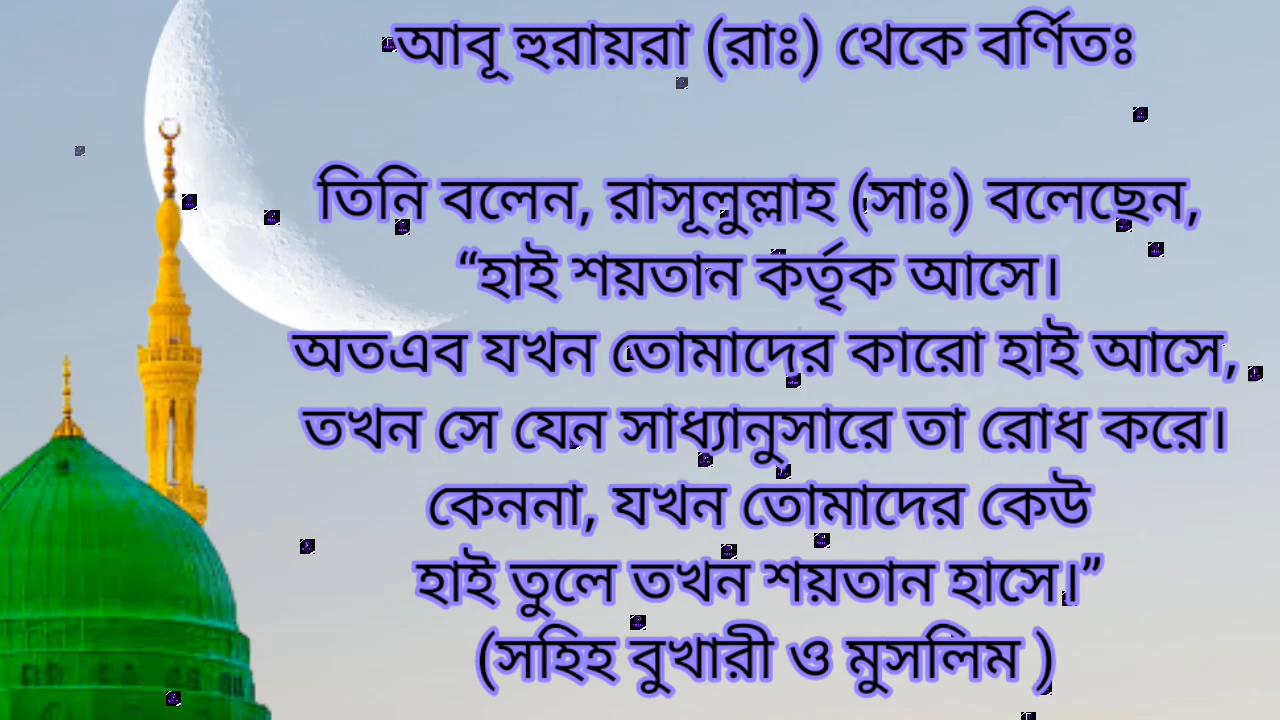 আবূ হুরায়রা (রাঃ) থেকে বর্ণিতঃ
তিনি বলেন, রাসূলুল্লাহ (সাঃ) বলেছেন,
“হাই শয়তান কর্তৃক আসে।
অতএব যখন তোমাদের কারো হাই আসে,
তখন সে যেন সাধ্যানুসারে তা রোধ করে।
কেননা, যখন তোমাদের কেউ
হাই তুলে তখন শয়তান হাসে।”
(সহিহ বুখারী ও মুসলিম )